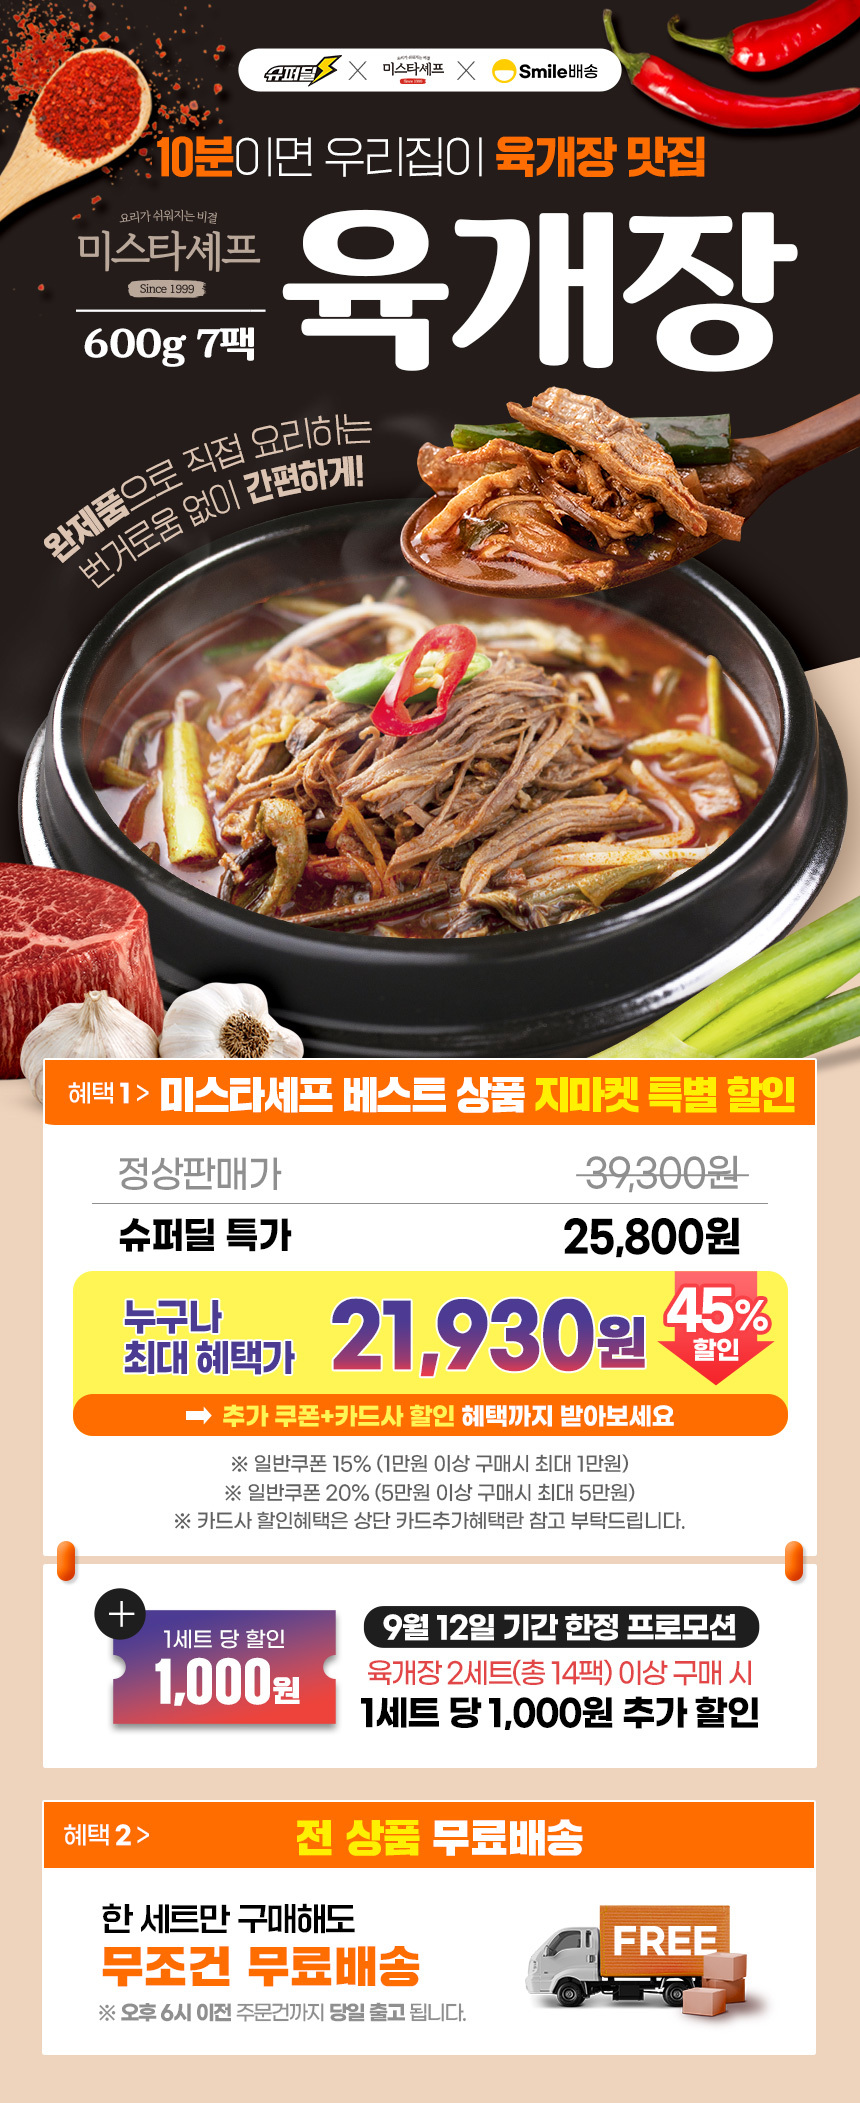 슈퍼딜 × 요리가 쉬워지는 비결 미스타셰프 Since 1999 × Smile배송
10분이면 우리집이 육개장 맛집
요리가 쉬워지는 비결
미스타셰프
Since 1999
600g 7팩
육개장
완제품으로 직접 요리하는
번거로움 없이 간편하게!
혜택 1 > 미스타셰프 베스트 상품 지마켓 특별 할인
정상판매가 39,300원
슈퍼딜 특가 25,800원
누구나
최대 혜택가 21,930원
45%
할인
➡ 추가 쿠폰+카드사 할인 혜택까지 받아보세요
※ 일반쿠폰 15% (1만원 이상 구매시 최대 1만원)
※ 일반쿠폰 20% (5만원 이상 구매시 최대 5만원)
※ 카드사 할인혜택은 상단 카드추가혜택란 참고 부탁드립니다.
+
1세트 당 할인
1,000원
9월 12일 기간 한정 프로모션
육개장 2세트(총 14팩) 이상 구매 시
1세트 당 1,000원 추가 할인
혜택 2 > 전 상품 무료배송
한 세트만 구매해도
무조건 무료배송
※ 오후 6시 이전 주문건까지 당일 출고 됩니다.
FREE